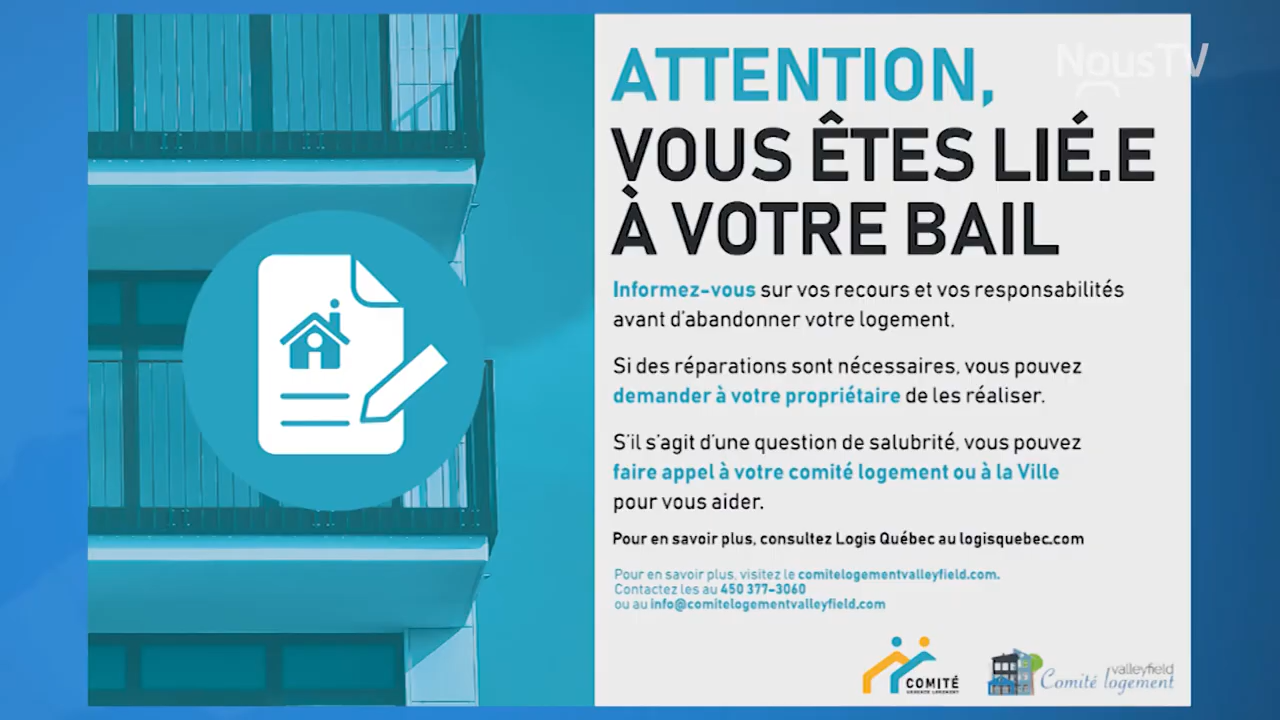 NousTV
ATTENTION,
VOUS ÊTES LIÉ.E
À VOTRE BAIL
Informez-vous sur vos recours et vos responsabilités
avant d'abandonner votre logement.
Si des réparations sont nécessaires, vous pouvez
demander à votre propriétaire de les réaliser.
S'il s'agit d'une question de salubrité, vous pouvez
faire appel à votre comité logement ou à la Ville
pour vous aider.
Pour en savoir plus, consultez Logis Québec au logisquebec.com
Pour en savoir plus, visitez le comitelogementvalleyfield.com.
Contactez les au 450 377-3060
ou au info@comitelogementvalleyfield.com
COMITÉ
URGENCE LOGEMENT
valleyfield
Comité logement